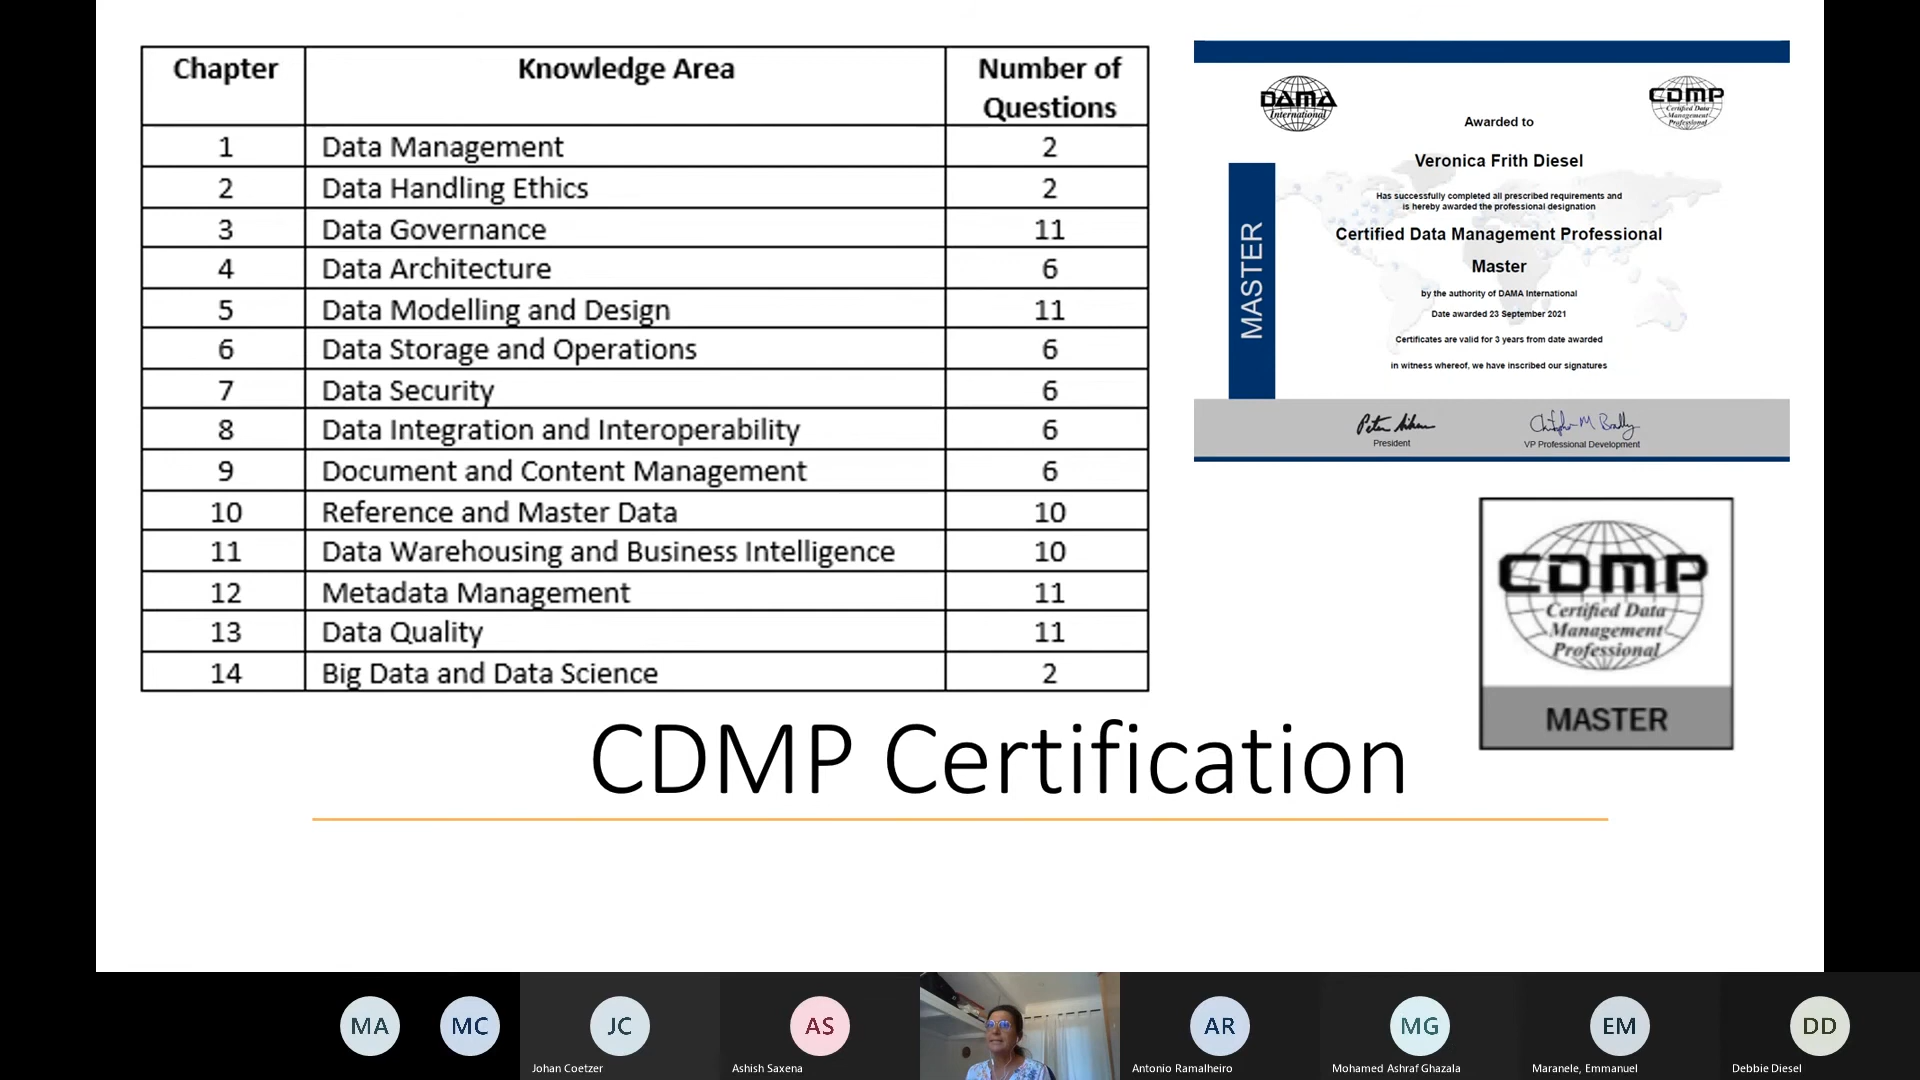 Chapter Knowledge Area Number of Questions
1 Data Management 2
2 Data Handling Ethics 2
3 Data Governance 11
4 Data Architecture 6
5 Data Modelling and Design 11
6 Data Storage and Operations 6
7 Data Security 6
8 Data Integration and Interoperability 6
9 Document and Content Management 6
10 Reference and Master Data 10
11 Data Warehousing and Business Intelligence 10
12 Metadata Management 11
13 Data Quality 11
14 Big Data and Data Science 2
DAMA
International
CDMP
Certified Data
Management
Professional
Awarded to
Veronica Frith Diesel
Has successfully completed all prescribed requirements and
is hereby awarded the professional designation
Certified Data Management Professional
Master
by the authority of DAMA International
Date awarded 23 September 2021
Certificates are valid for 3 years from date awarded
in witness whereof, we have inscribed our signatures
MASTER
President
VP Professional Development
CDMP
Certified Data
Management
Professional
MASTER
CDMP Certification
MA
MC
JC
Johan Coetzer
AS
Ashish Saxena
AR
Antonio Ramalheiro
MG
Mohamed Ashraf Ghazala
EM
Maranele, Emmanuel
DD
Debbie Diesel